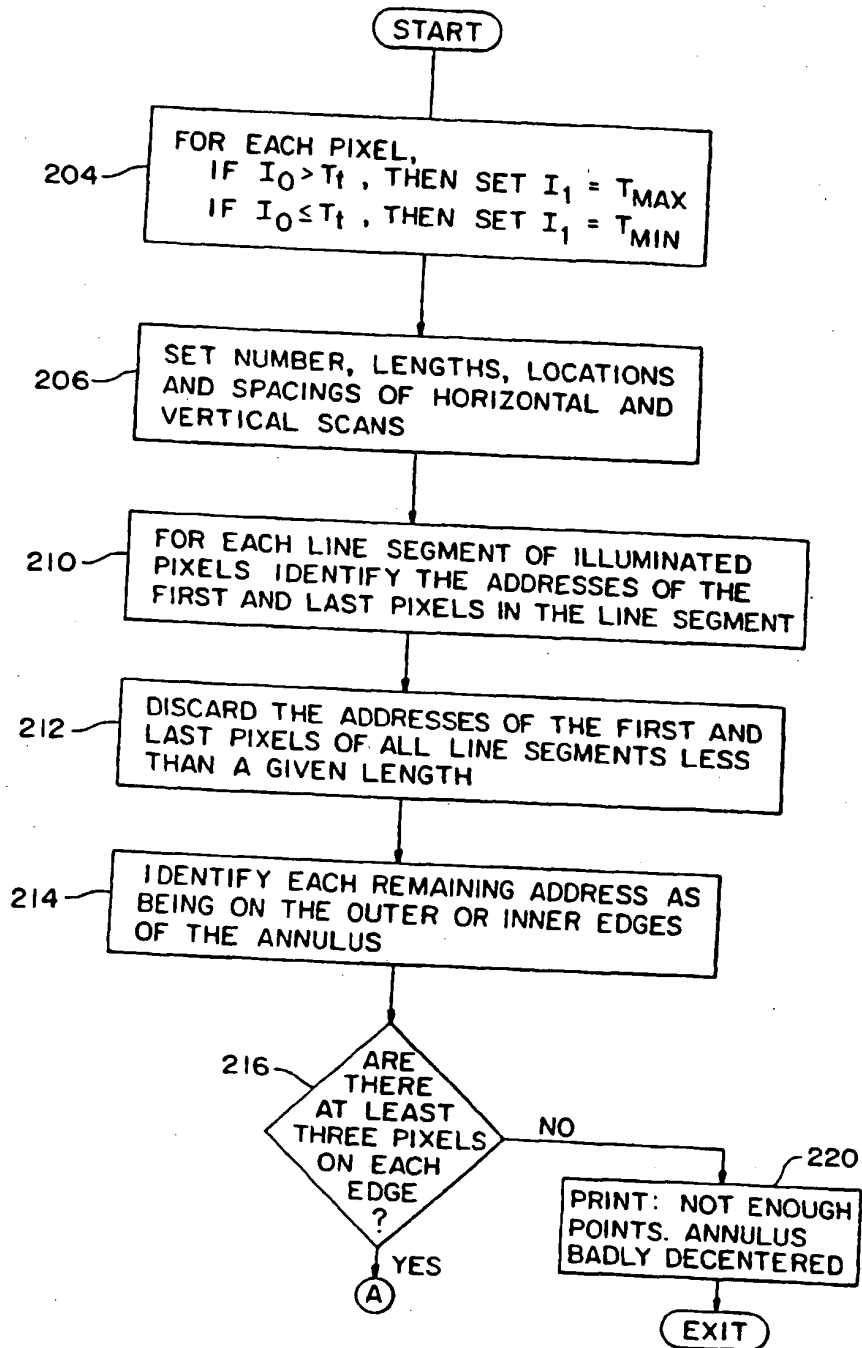 START
204
FOR EACH PIXEL,
IF I0 > Tt , THEN SET I1 = TMAX
IF I0 ≤ Tt , THEN SET I1 = TMIN
206
SET NUMBER, LENGTHS, LOCATIONS
AND SPACINGS OF HORIZONTAL AND
VERTICAL SCANS
210
FOR EACH LINE SEGMENT OF ILLUMINATED
PIXELS IDENTIFY THE ADDRESSES OF THE
FIRST AND LAST PIXELS IN THE LINE SEGMENT
212
DISCARD THE ADDRESSES OF THE FIRST AND
LAST PIXELS OF ALL LINE SEGMENTS LESS
THAN A GIVEN LENGTH
214
IDENTIFY EACH REMAINING ADDRESS AS
BEING ON THE OUTER OR INNER EDGES
OF THE ANNULUS
216
ARE
THERE
AT LEAST
THREE PIXELS
ON EACH
EDGE
?
NO
220
PRINT: NOT ENOUGH
POINTS. ANNULUS
BADLY DECENTERED
YES
A
EXIT